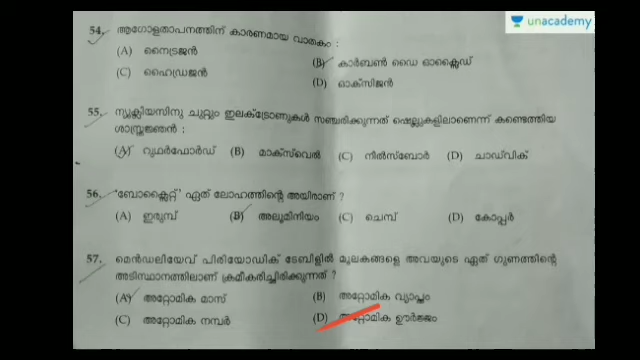 unacademy
54. ആഗോളതാപനത്തിന് കാരണമായ വാതകം :
(A) നൈട്രജൻ (B) കാർബൺ ഡൈ ഓക്സൈഡ്
(C) ഹൈഡ്രജൻ (D) ഓക്സിജൻ
55. ന്യൂക്ലിയസിനു ചുറ്റും ഇലക്ട്രോണുകൾ സഞ്ചരിക്കുന്നത് ഷെല്ലുകളിലാണെന്ന് കണ്ടെത്തിയ
ശാസ്ത്രജ്ഞൻ :
(A) റുഥർഫോർഡ് (B) മാക്സ്‌വെൽ (C) നീൽസ്ബോർ (D) ചാഡ്‌വിക്
56. 'ബോക്സൈറ്റ്' ഏത് ലോഹത്തിന്റെ അയിരാണ് ?
(A) ഇരുമ്പ് (B) അലൂമിനിയം (C) ചെമ്പ് (D) കോപ്പർ
57. മെൻഡലിയേവ് പിരിയോഡിക് ടേബിളിൽ മൂലകങ്ങളെ അവയുടെ ഏത് ഗുണത്തിന്റെ
അടിസ്ഥാനത്തിലാണ് ക്രമീകരിച്ചിരിക്കുന്നത് ?
(A) അറ്റോമിക മാസ് (B) അറ്റോമിക വ്യാപ്തം
(C) അറ്റോമിക നമ്പർ (D) അറ്റോമിക ഊർജ്ജം